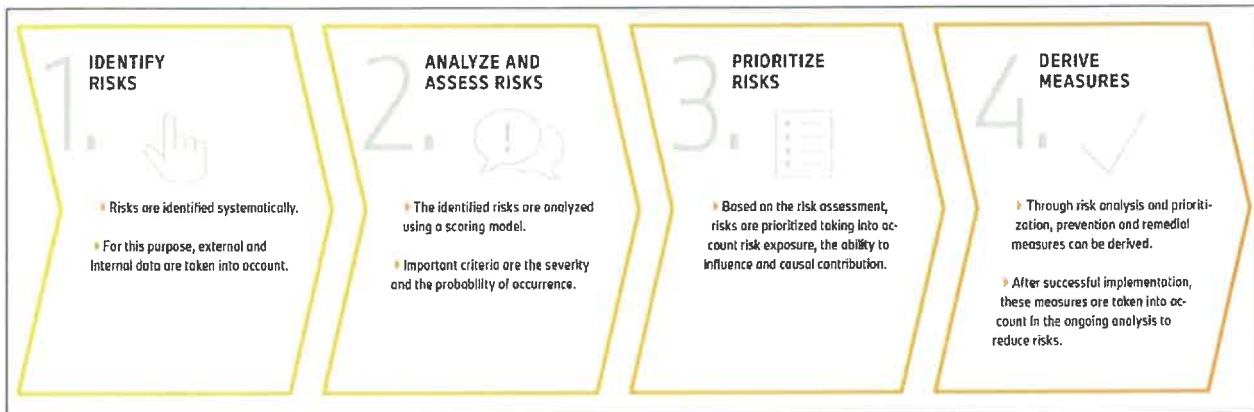 1.
IDENTIFY
RISKS
Risks are identified systematically.
For this purpose, external and
internal data are taken into account.
2.
ANALYZE AND
ASSESS RISKS
The identified risks are analyzed
using a scoring model.
Important criteria are the severity
and the probability of occurrence.
3.
PRIORITIZE
RISKS
Based on the risk assessment,
risks are prioritized taking into ac-
count risk exposure, the ability to
influence and causal contribution.
4.
DERIVE
MEASURES
Through risk analysis and prioriti-
zation, prevention and remedial
measures can be derived.
After successful implementation,
these measures are taken into ac-
count in the ongoing analysis to
reduce risks.